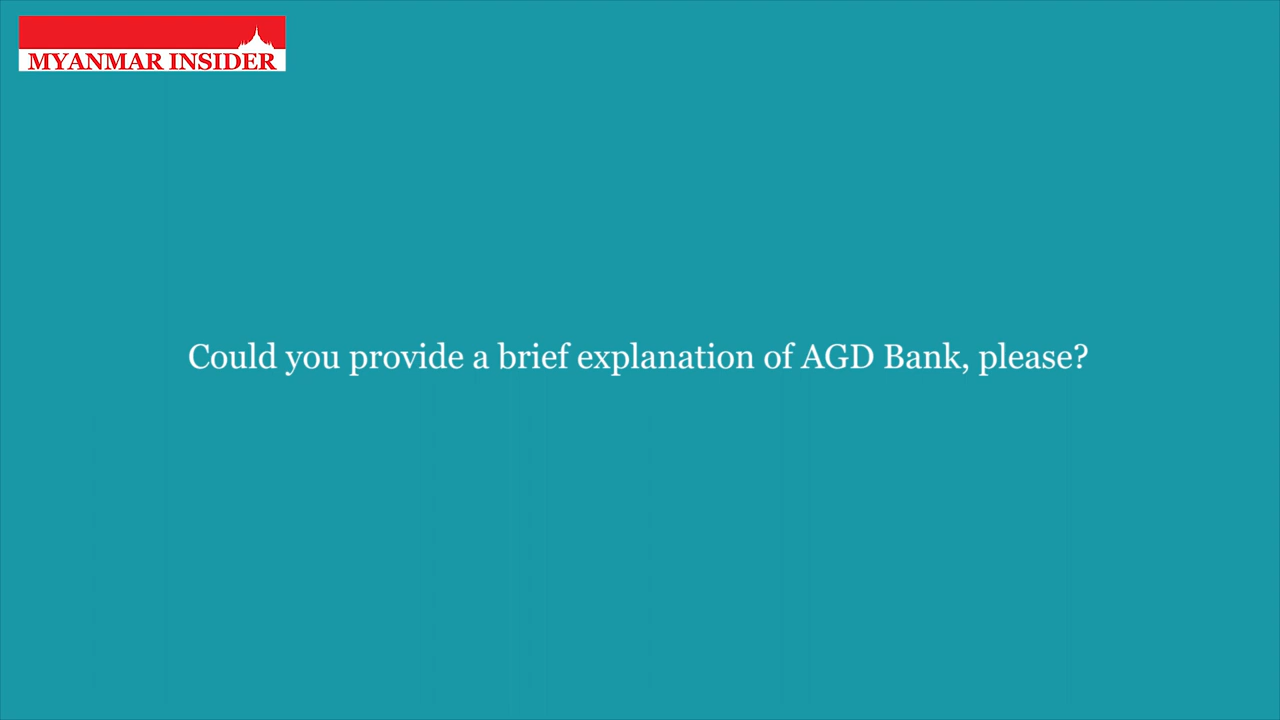 MYANMAR INSIDER
Could you provide a brief explanation of AGD Bank, please?